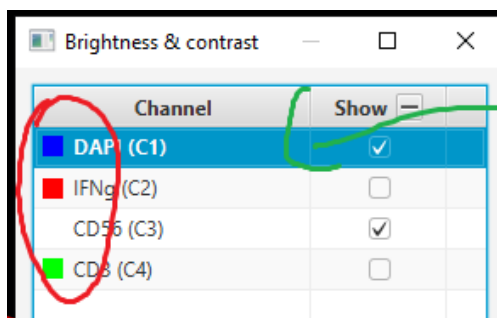 Brightness & contrast
Channel Show
DAPI (C1)
IFNg (C2)
CD56 (C3)
CD3 (C4)